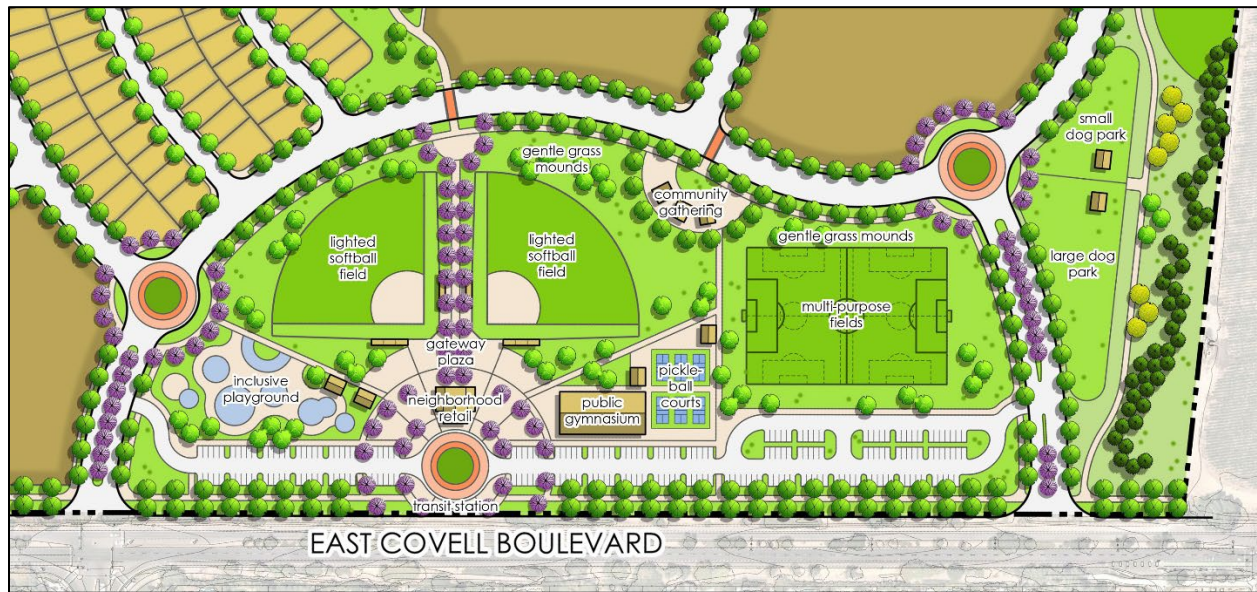 small
dog park
gentle grass
mounds
community
gathering
lighted
softball
field
lighted
softball
field
gentle grass mounds
large dog
park
multi-purpose
fields
gateway
plaza
inclusive
playground
neighborhood
retail
public
gymnasium
pickle-
ball
courts
transit station
EAST COVELL BOULEVARD